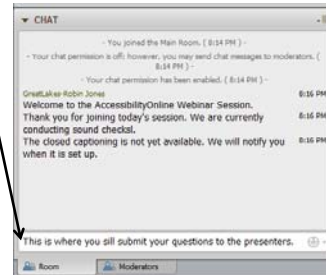 CHAT
- You joined the Main Room. ( 8:14 PM ) -
- Your chat permission is off; however, you may send chat messages to moderators. (
8:14 PM ) -
- Your chat permission has been enabled. ( 8:14 PM ) -
GreatLakes-Robin Jones 8:16 PM
Welcome to the AccessibilityOnline Webinar Session.
Thank you for joining today's session. We are currently 8:16 PM
conducting sound checksl.
The closed captioning is not yet available. We will notify you 8:16 PM
when it is set up.
This is where you sill submit your questions to the presenters.
Room Moderators